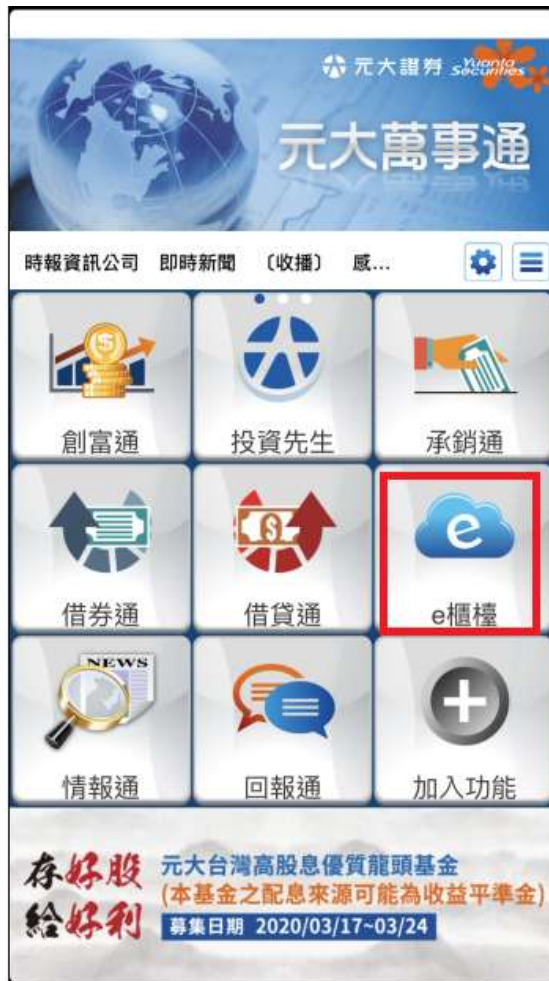 元大證券 Yuanta Securities
元大萬事通
時報資訊公司 即時新聞 〔收播〕 感...
創富通 投資先生 承銷通
借券通 借貸通 e櫃檯
NEWS
情報通 回報通 加入功能
存好股
給好利
元大台灣高股息優質龍頭基金
(本基金之配息來源可能為收益平準金)
募集日期 2020/03/17~03/24